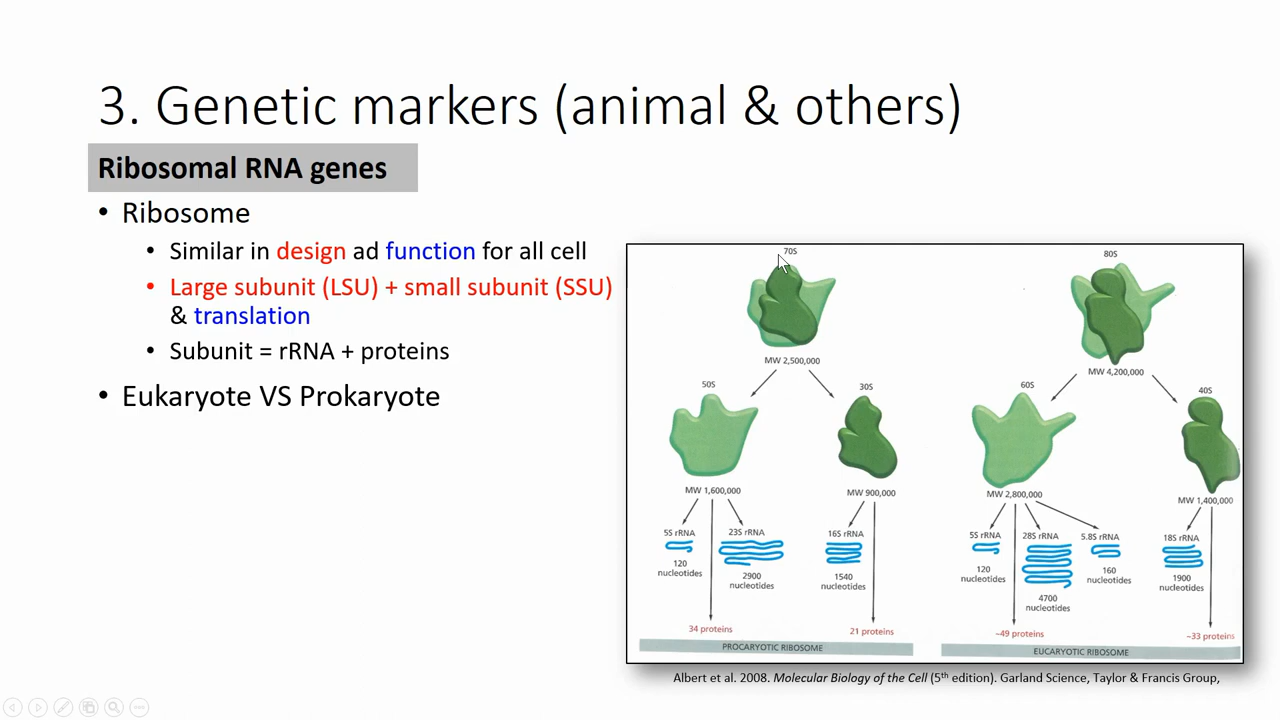 3. Genetic markers (animal & others)
Ribosomal RNA genes
• Ribosome
• Similar in design ad function for all cell
• Large subunit (LSU) + small subunit (SSU)
& translation
• Subunit = rRNA + proteins
• Eukaryote VS Prokaryote
70S
MW 2,500,000
50S
30S
MW 1,600,000
MW 900,000
5S rRNA
23S rRNA
16S rRNA
120
nucleotides
2900
nucleotides
1540
nucleotides
34 proteins
21 proteins
PROCARYOTIC RIBOSOME
80S
MW 4,200,000
60S
40S
MW 2,800,000
MW 1,400,000
5S rRNA
28S rRNA
5.8S rRNA
18S rRNA
120
nucleotides
4700
nucleotides
160
nucleotides
1900
nucleotides
~49 proteins
~33 proteins
EUCARYOTIC RIBOSOME
Albert et al. 2008. Molecular Biology of the Cell (5th edition). Garland Science, Taylor & Francis Group,